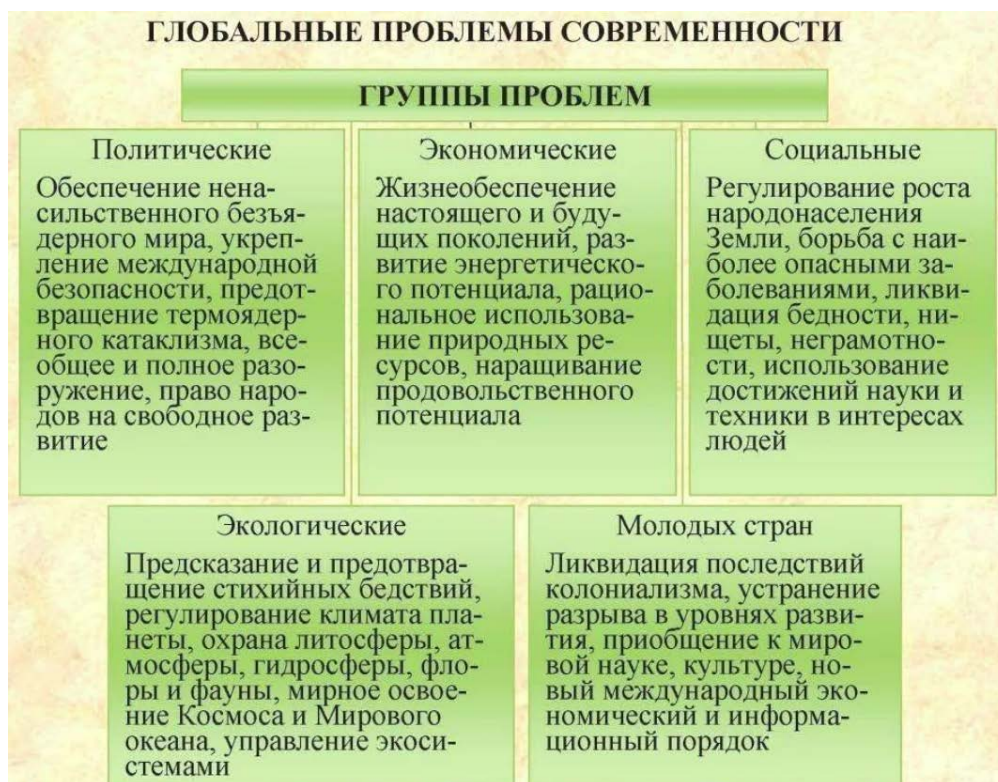 ГЛОБАЛЬНЫЕ ПРОБЛЕМЫ СОВРЕМЕННОСТИ
ГРУППЫ ПРОБЛЕМ
Политические
Обеспечение нена-
сильственного безъя-
дерного мира, укреп-
ление международной
безопасности, предот-
вращение термоядер-
ного катаклизма, все-
общее и полное разо-
ружение, право наро-
дов на свободное раз-
витие
Экономические
Жизнеобеспечение
настоящего и буду-
щих поколений, раз-
витие энергетическо-
го потенциала, рацио-
нальное использова-
ние природных ре-
сурсов, наращивание
продовольственного
потенциала
Социальные
Регулирование роста
народонаселения
Земли, борьба с наи-
более опасными за-
болеваниями, ликви-
дация бедности, ни-
щеты, неграмотно-
сти, использование
достижений науки и
техники в интересах
людей
Экологические
Предсказание и предотвра-
щение стихийных бедствий,
регулирование климата пла-
неты, охрана литосферы, ат-
мосферы, гидросферы, фло-
ры и фауны, мирное освое-
ние Космоса и Мирового
океана, управление экоси-
стемами
Молодых стран
Ликвидация последствий
колониализма, устранение
разрыва в уровнях разви-
тия, приобщение к миро-
вой науке, культуре, но-
вый международный эко-
номический и информа-
ционный порядок